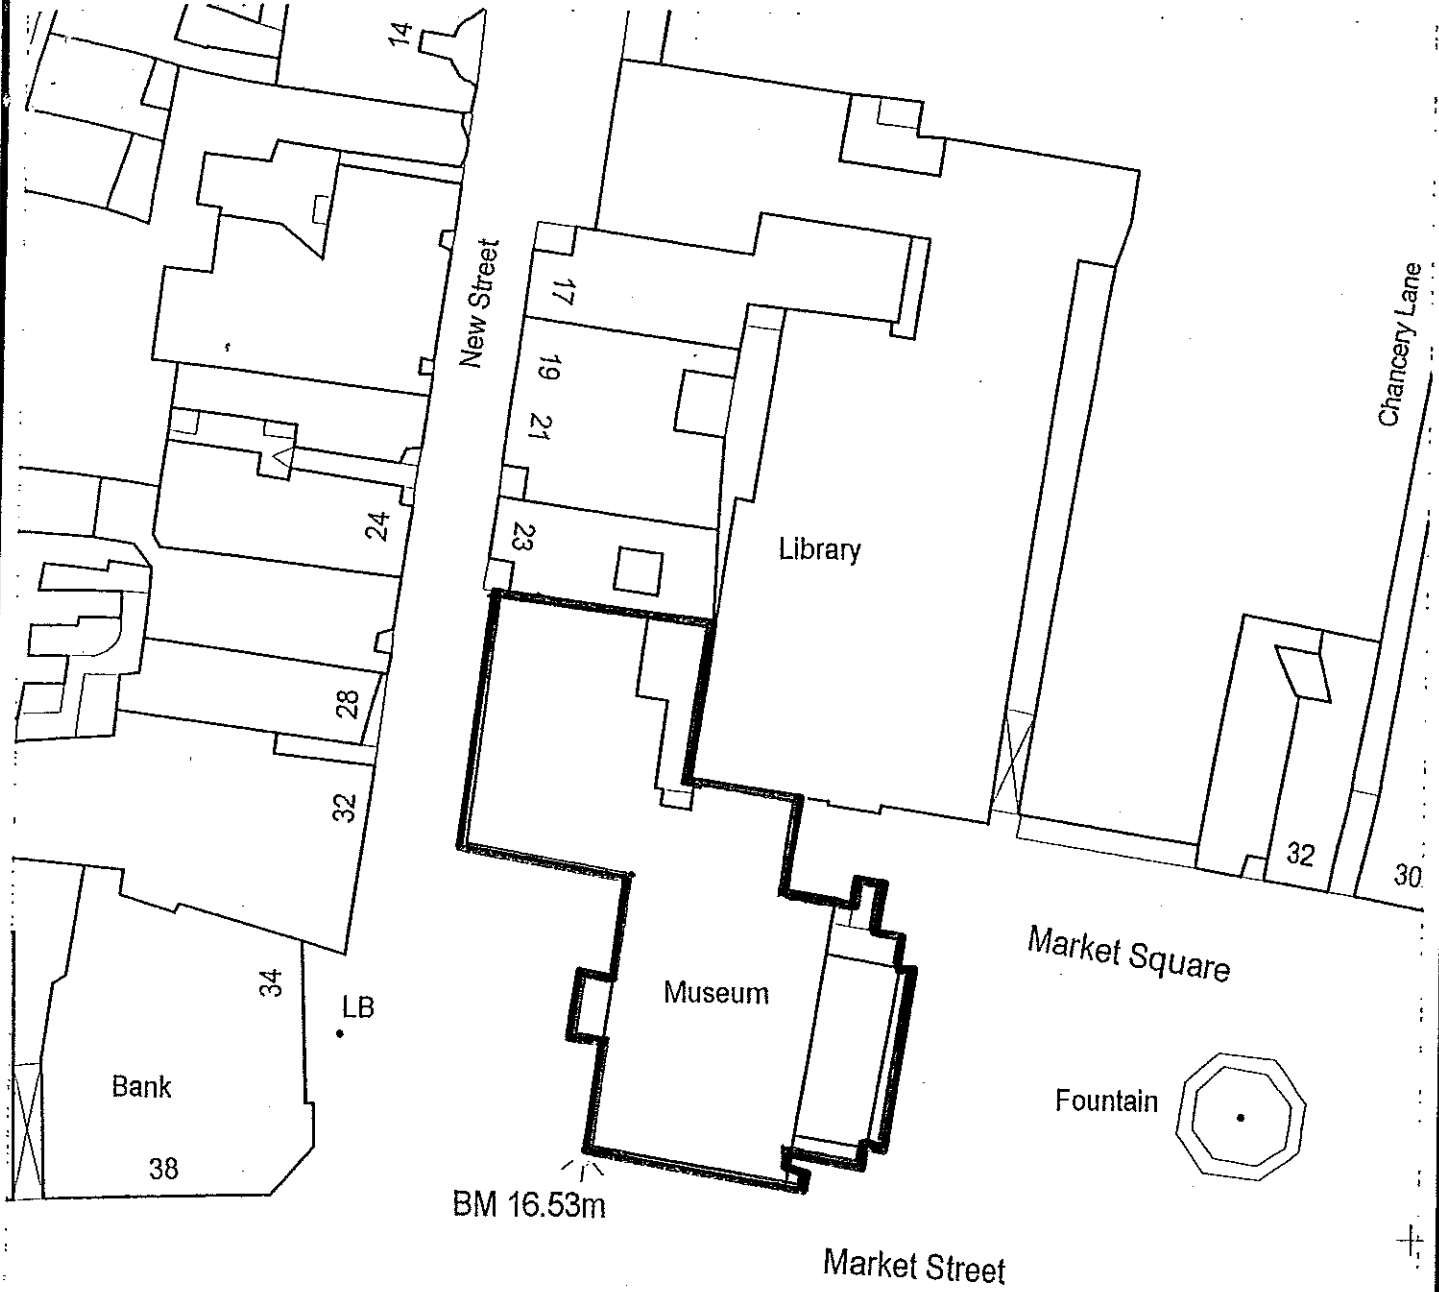 14
New Street
17
19
21
23
24
28
32
34
LB
Bank
38
Library
Museum
BM 16.53m
Market Street
Market Square
Fountain
Chancery Lane
32
30